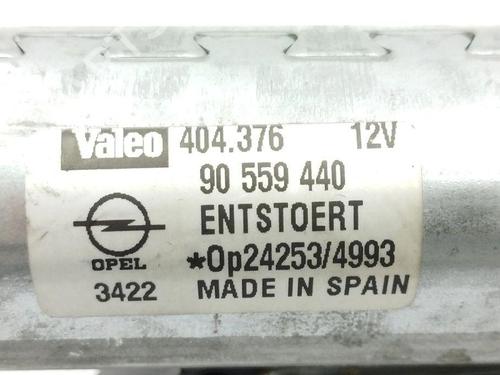 Valeo 404.376 12V
90 559 440
ENTSTOERT
OPEL *Op24253/4993
3422 MADE IN SPAIN